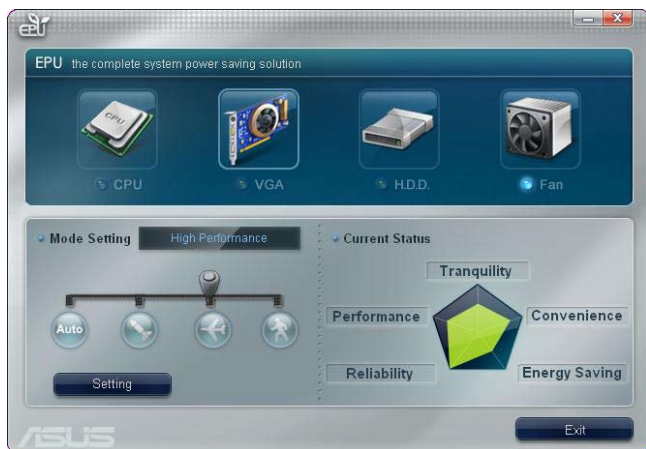 EPU
EPU the complete system power saving solution
CPU
CPU
VGA
H.D.D.
Fan
Mode Setting
High Performance
Auto
Setting
Current Status
Tranquility
Performance
Convenience
Reliability
Energy Saving
ASUS
Exit